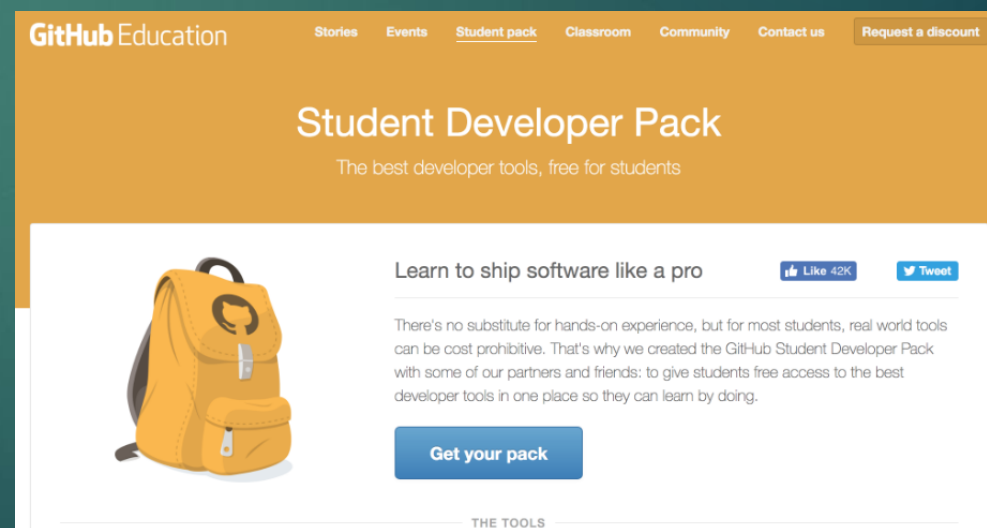 GitHub Education
Stories Events Student pack Classroom Community Contact us Request a discount
Student Developer Pack
The best developer tools, free for students
Learn to ship software like a pro
Like 42K
Tweet
There's no substitute for hands-on experience, but for most students, real world tools
can be cost prohibitive. That's why we created the GitHub Student Developer Pack
with some of our partners and friends: to give students free access to the best
developer tools in one place so they can learn by doing.
Get your pack
THE TOOLS